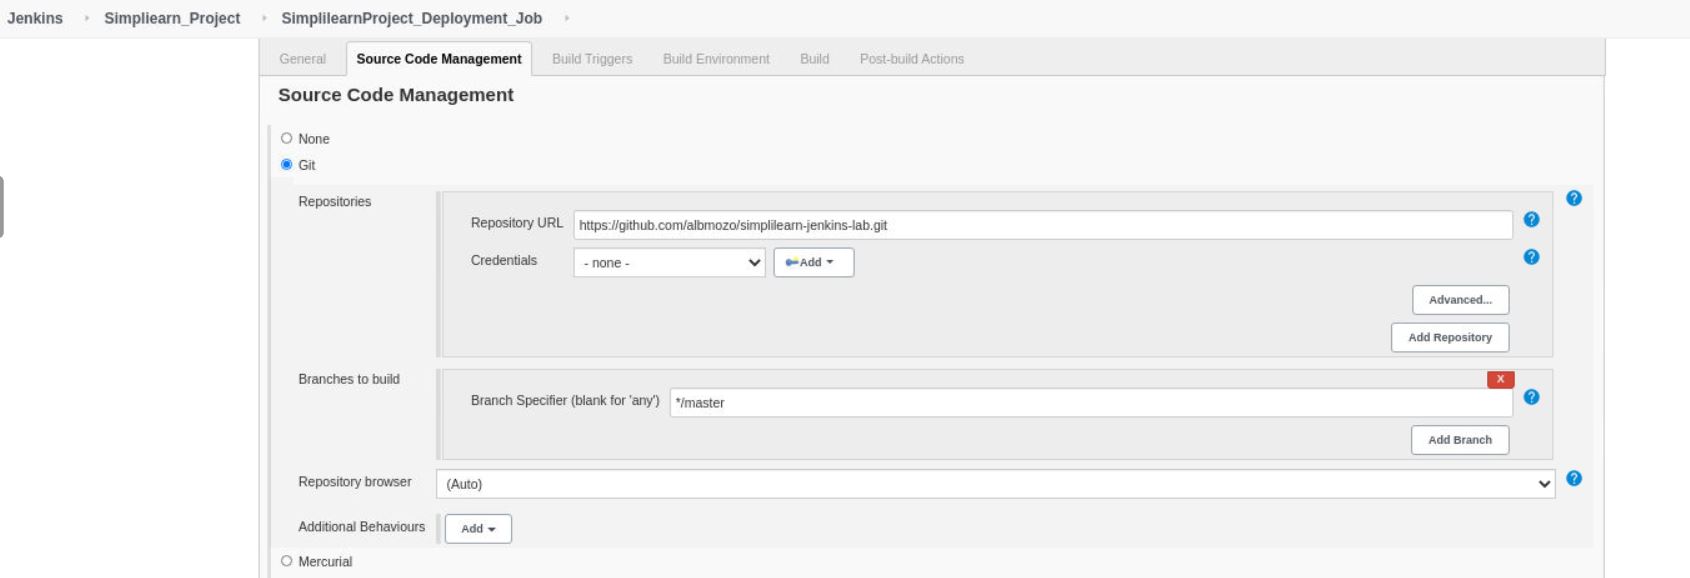 Jenkins Simpliearn_Project SimplilearnProject_Deployment_Job
General Source Code Management Build Triggers Build Environment Build Post-build Actions
Source Code Management
None
Git
Repositories
?
Repository URL https://github.com/albmozo/simplilearn-jenkins-lab.git ?
Credentials - none - Add ?
Advanced...
Add Repository
Branches to build
X
Branch Specifier (blank for 'any') */master ?
Add Branch
Repository browser (Auto) ?
Additional Behaviours Add
Mercurial